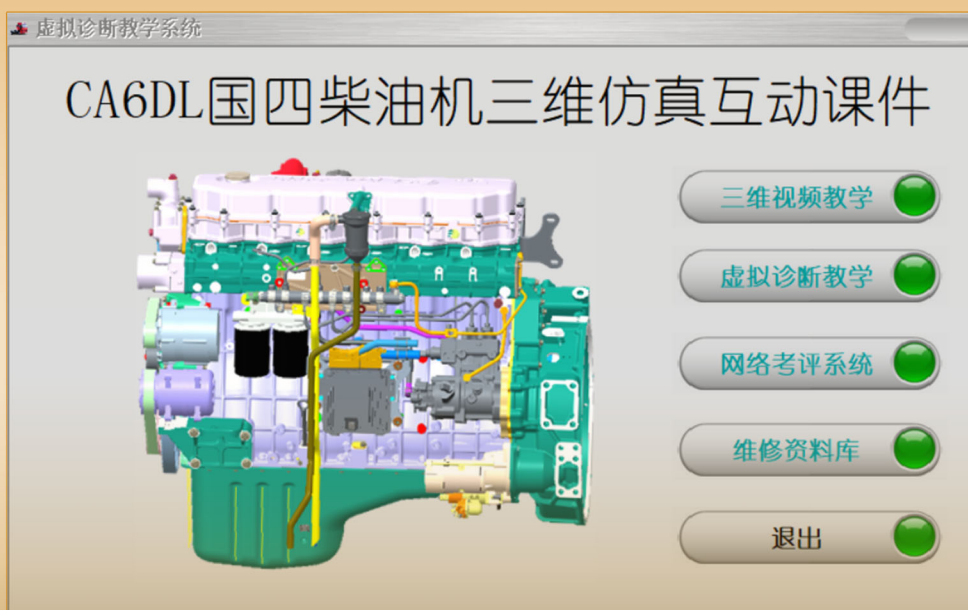 虚拟诊断教学系统
CA6DL国四柴油机三维仿真互动课件
三维视频教学
虚拟诊断教学
网络考评系统
维修资料库
退出